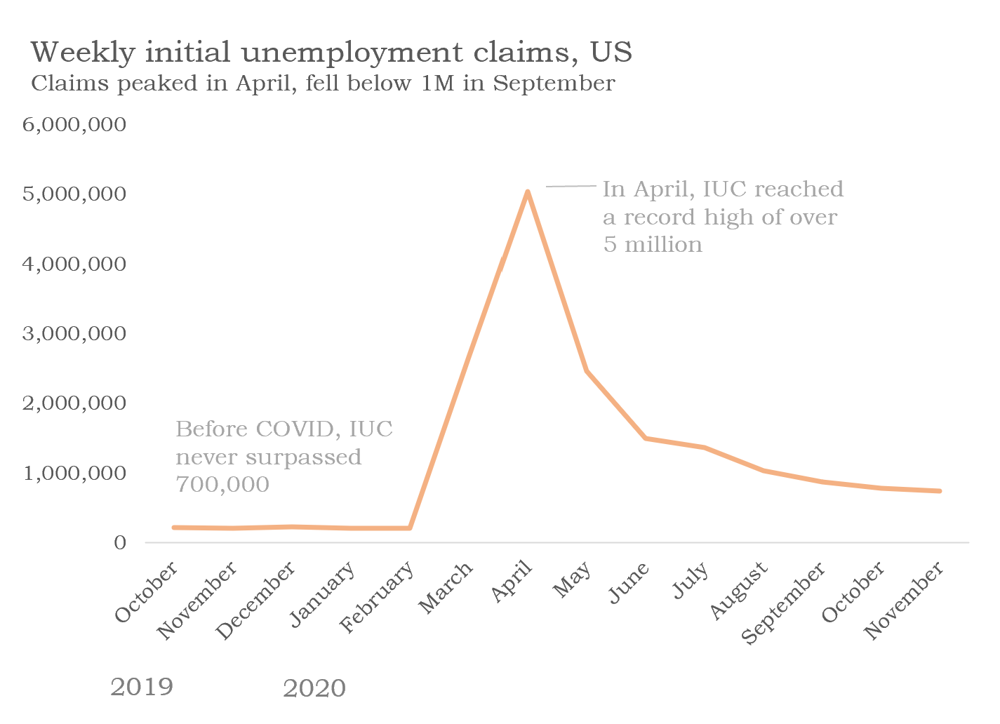 Weekly initial unemployment claims, US
Claims peaked in April, fell below 1M in September
6,000,000
5,000,000
4,000,000
3,000,000
2,000,000
1,000,000
0
In April, IUC reached
a record high of over
5 million
Before COVID, IUC
never surpassed
700,000
October
November
December
January
February
March
April
May
June
July
August
September
October
November
2019
2020